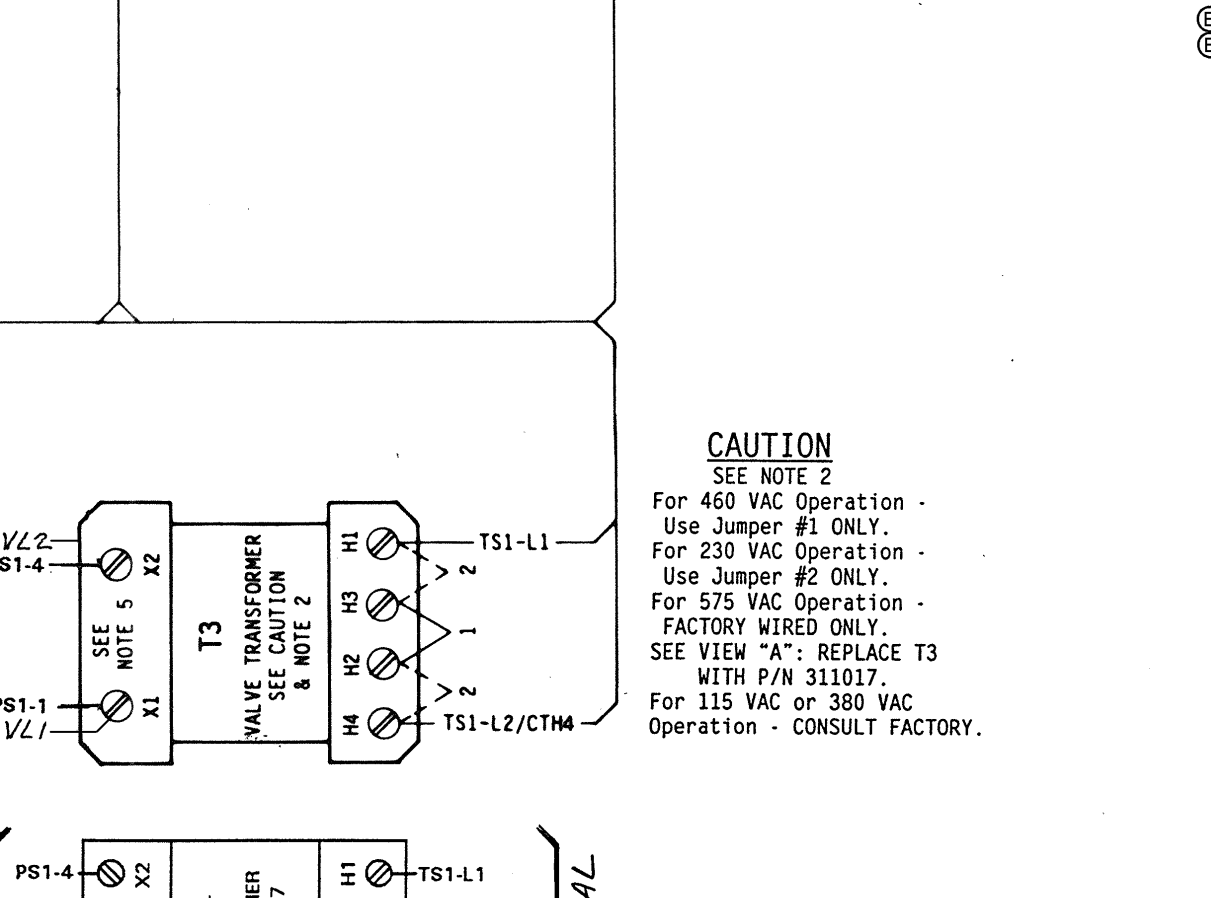 CAUTION
SEE NOTE 2
For 460 VAC Operation -
Use Jumper #1 ONLY.
For 230 VAC Operation -
Use Jumper #2 ONLY.
For 575 VAC Operation -
FACTORY WIRED ONLY.
SEE VIEW "A": REPLACE T3
WITH P/N 311017.
For 115 VAC or 380 VAC
Operation - CONSULT FACTORY.
VL2
S1-4
X2
SEE
NOTE 5
PS1-1
VL1
X1
T3
VALVE TRANSFORMER
SEE CAUTION
& NOTE 2
H1
H3
H2
H4
2
1
2
TS1-L1
TS1-L2/CTH4
PS1-4
X2
H1
TS1-L1